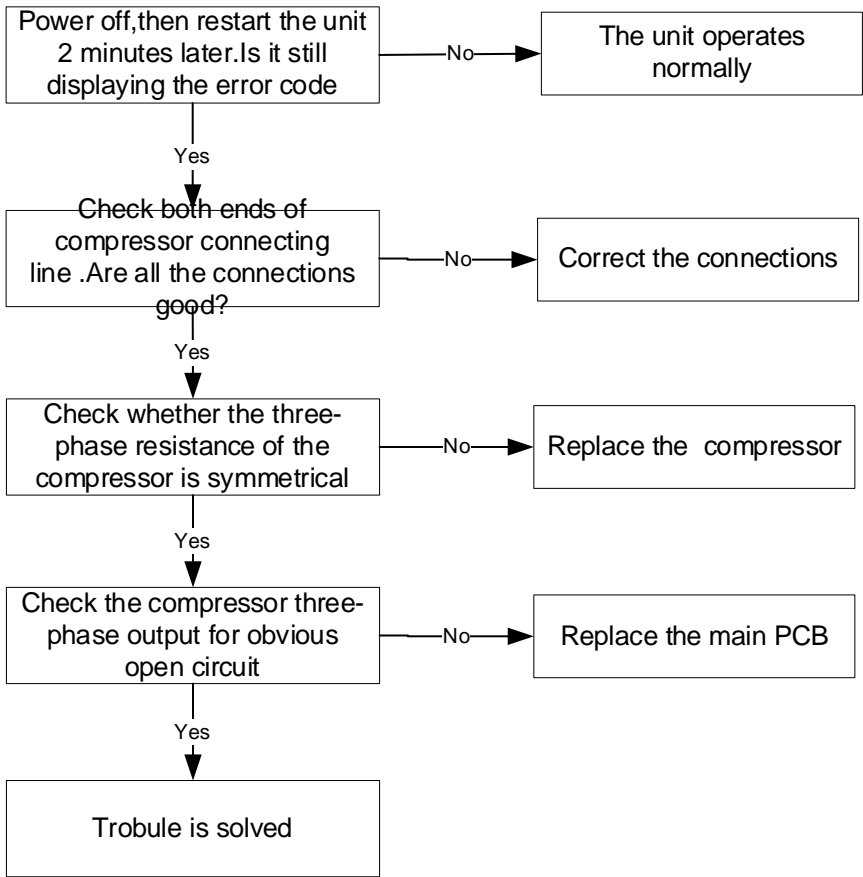 Power off,then restart the unit
2 minutes later.Is it still
displaying the error code
No
The unit operates
normally
Yes
Check both ends of
compressor connecting
line .Are all the connections
good?
No
Correct the connections
Yes
Check whether the three-
phase resistance of the
compressor is symmetrical
No
Replace the  compressor
Yes
Check the compressor three-
phase output for obvious
open circuit
No
Replace the main PCB
Yes
Trobule is solved